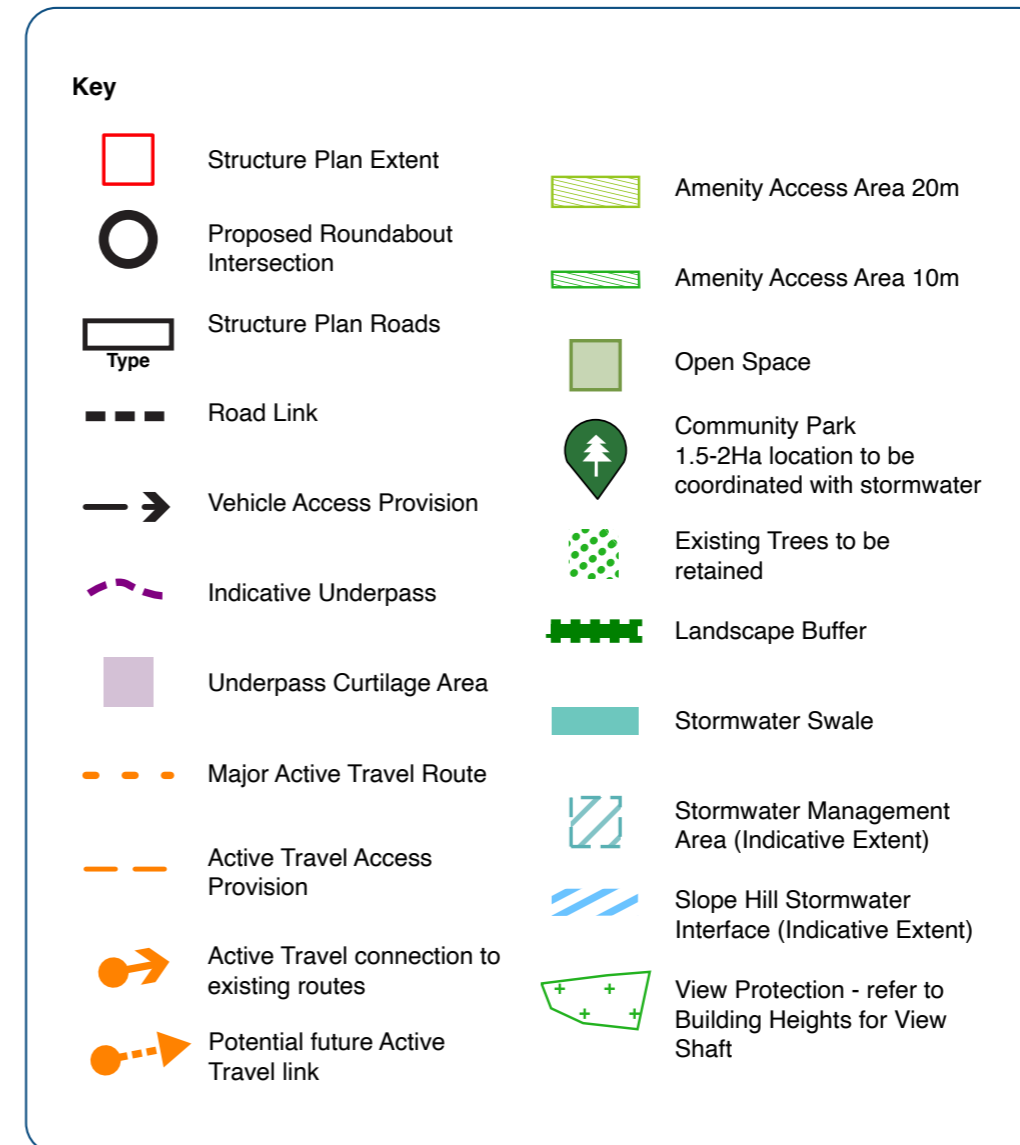 Key
Structure Plan Extent
Proposed Roundabout
Intersection
Structure Plan Roads
Type
Road Link
Vehicle Access Provision
Indicative Underpass
Underpass Curtilage Area
Major Active Travel Route
Active Travel Access
Provision
Active Travel connection to
existing routes
Potential future Active
Travel link
Amenity Access Area 20m
Amenity Access Area 10m
Open Space
Community Park
1.5-2Ha location to be
coordinated with stormwater
Existing Trees to be
retained
Landscape Buffer
Stormwater Swale
Stormwater Management
Area (Indicative Extent)
Slope Hill Stormwater
Interface (Indicative Extent)
View Protection - refer to
Building Heights for View
Shaft